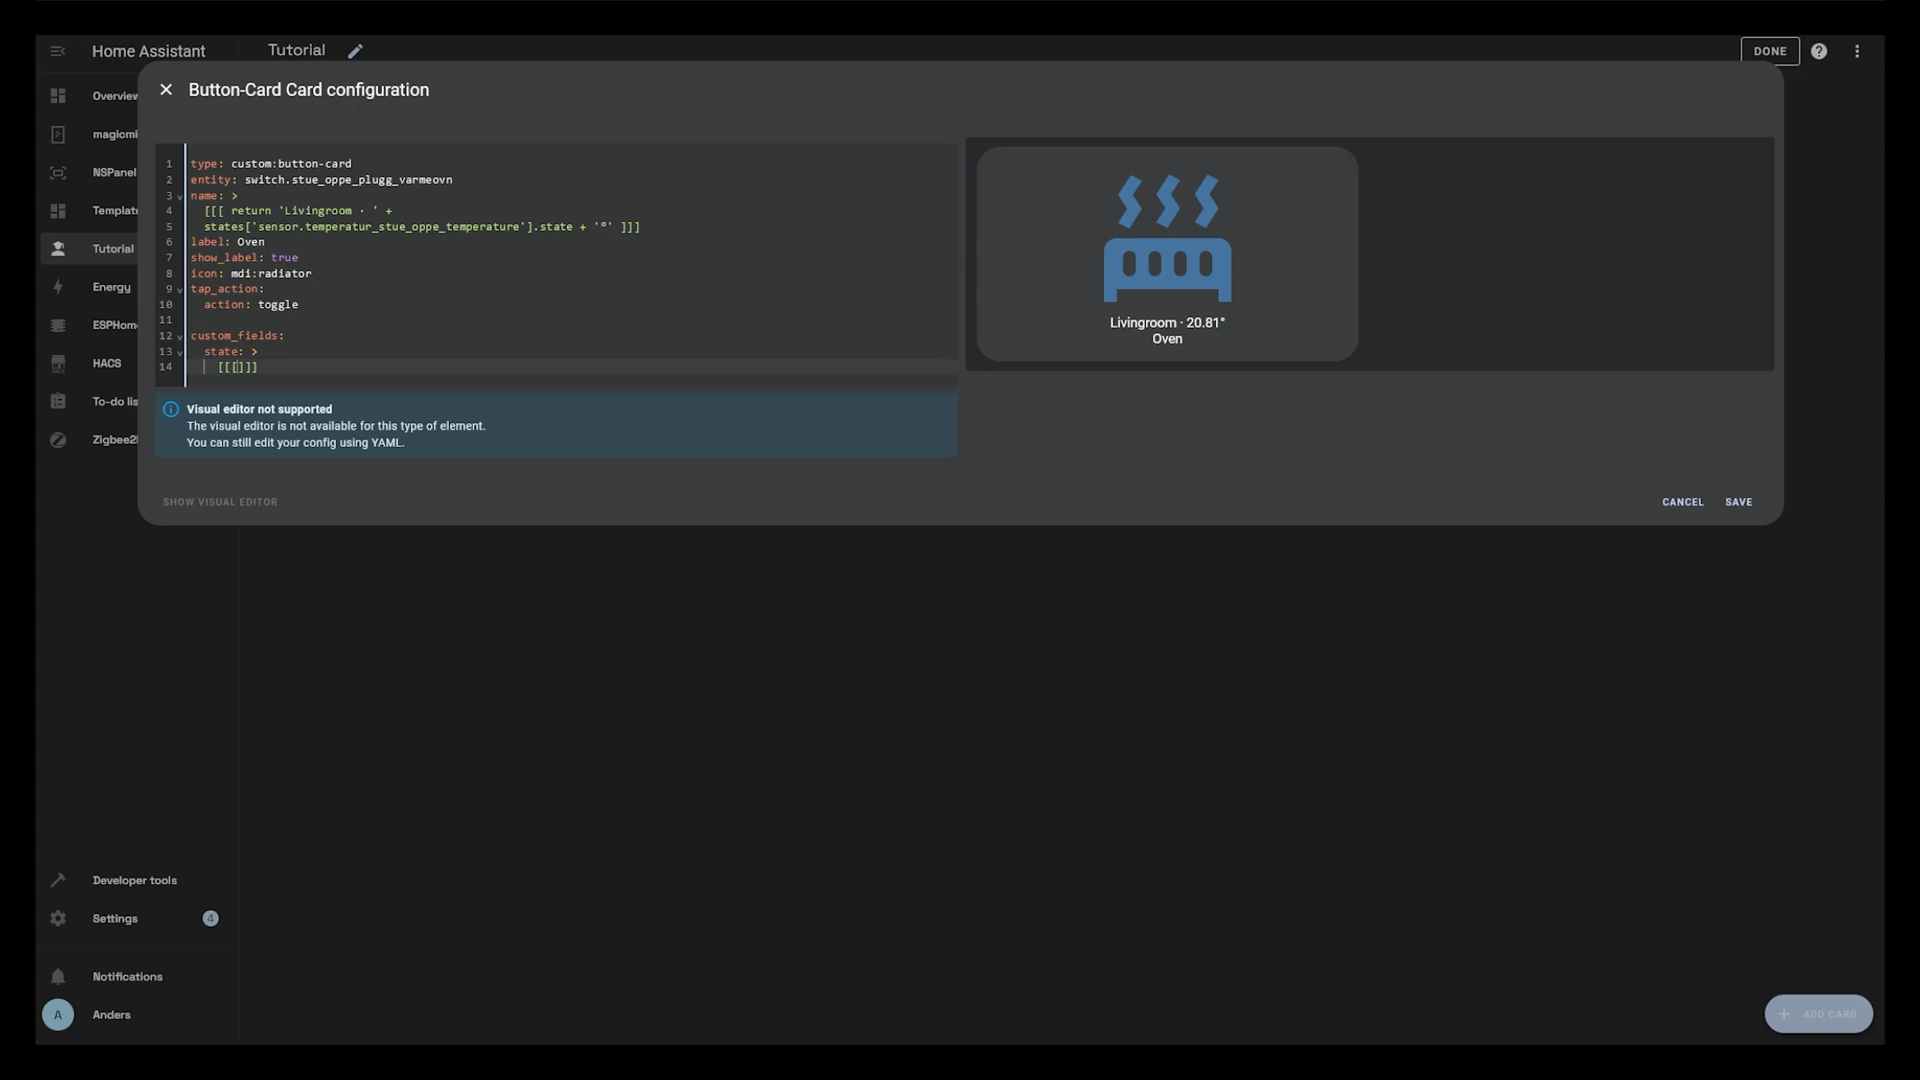 Home Assistant
Tutorial
DONE
Button-Card Card configuration
Overview
magicmi
NSPanel
Template
Tutorial
Energy
ESPHom
HACS
To-do lis
Zigbee2
1 type: custom:button-card
2 entity: switch.stue_oppe_plugg_varmeovn
3 name: >
4 [[[ return 'Livingroom · ' +
5 states['sensor.temperatur_stue_oppe_temperature'].state + '°' ]]]
6 label: Oven
7 show_label: true
8 icon: mdi:radiator
9 tap_action:
10 action: toggle
11
12 custom_fields:
13 state: >
14 [[[]]]
Livingroom · 20.81°
Oven
Visual editor not supported
The visual editor is not available for this type of element.
You can still edit your config using YAML.
SHOW VISUAL EDITOR
CANCEL
SAVE
Developer tools
Settings
4
Notifications
A
Anders
ADD CARD